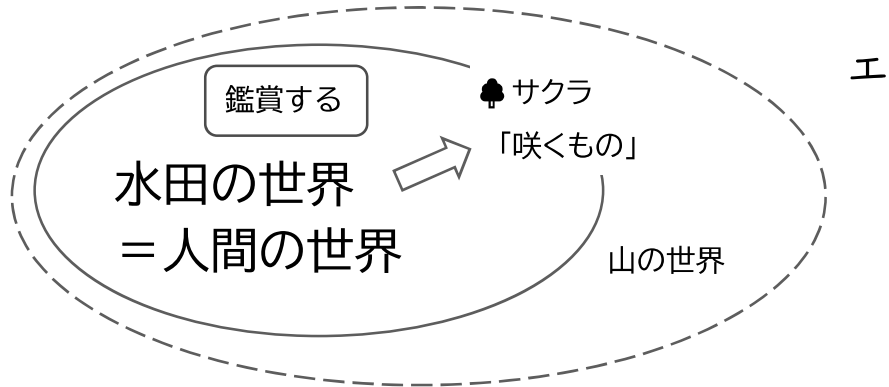 エ
鑑賞する
サクラ
「咲くもの」
水田の世界
＝人間の世界
山の世界